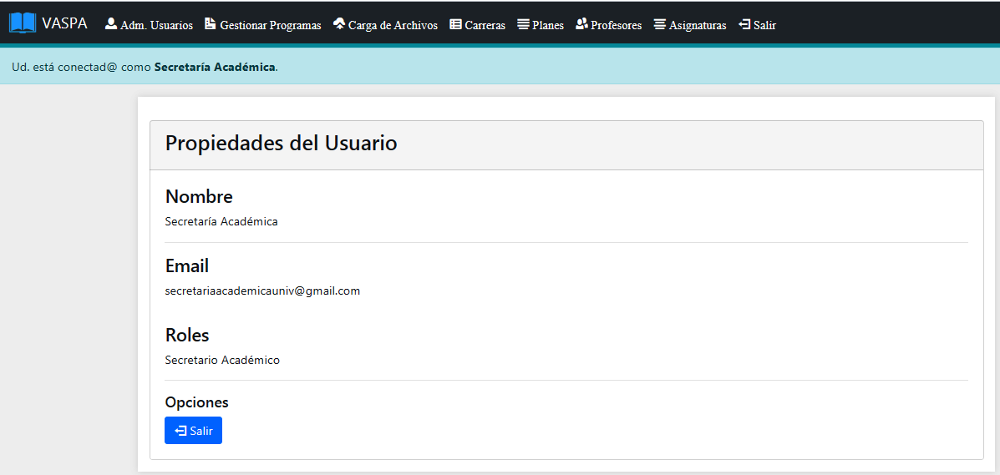 VASPA Adm. Usuarios Gestionar Programas Carga de Archivos Carreras Planes Profesores Asignaturas Salir
Ud. está conectad@ como Secretaría Académica.
Propiedades del Usuario
Nombre
Secretaría Académica
Email
secretariaacademicauniv@gmail.com
Roles
Secretario Académico
Opciones
Salir